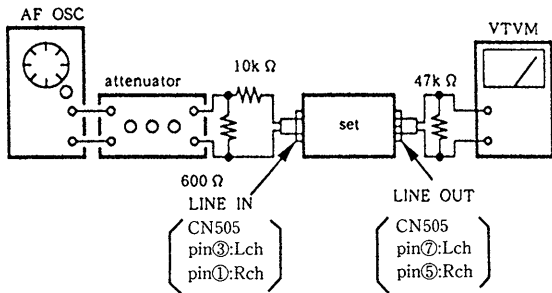 AF OSC
VTVM
attenuator
10k Ω
47k Ω
set
600 Ω
LINE IN
CN505
pin③:Lch
pin①:Rch
LINE OUT
CN505
pin⑦:Lch
pin⑤:Rch